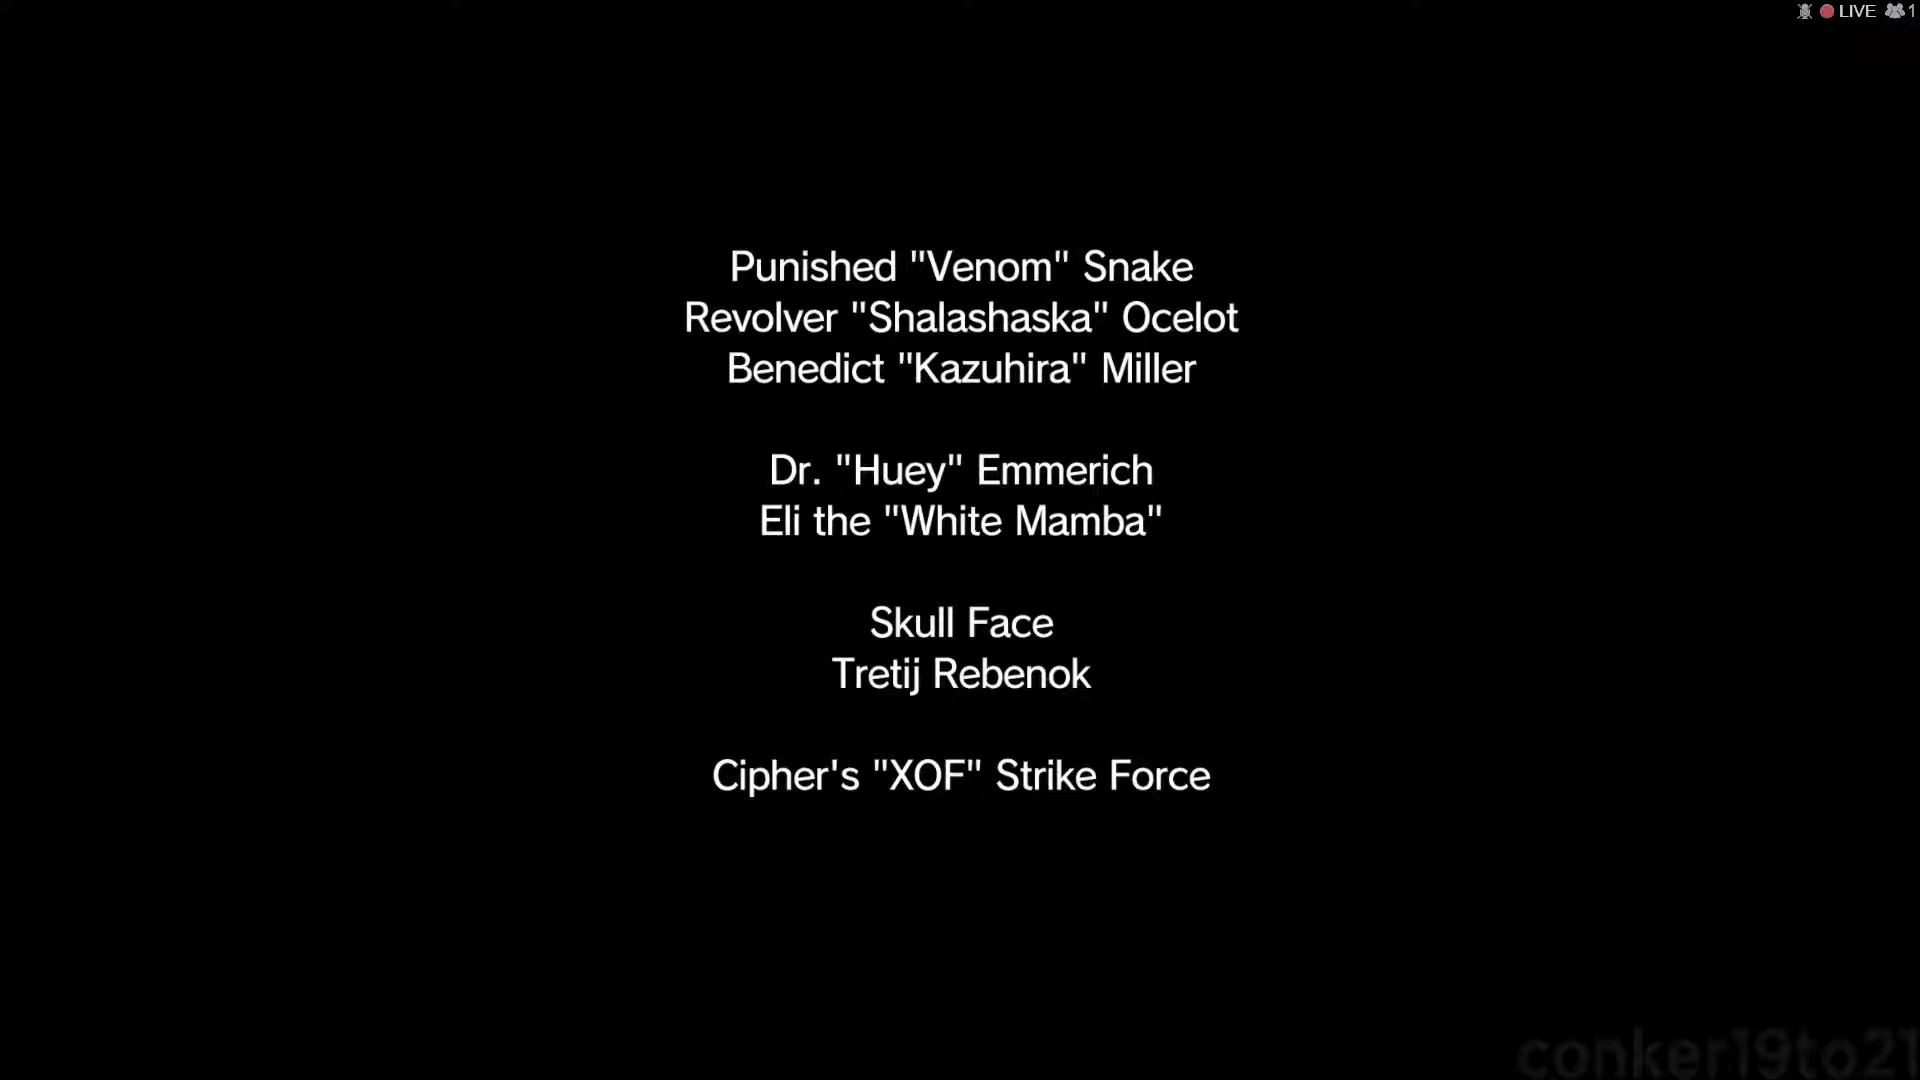 LIVE 1
Punished "Venom" Snake
Revolver "Shalashaska" Ocelot
Benedict "Kazuhira" Miller
Dr. "Huey" Emmerich
Eli the "White Mamba"
Skull Face
Tretij Rebenok
Cipher's "XOF" Strike Force
conker19to21